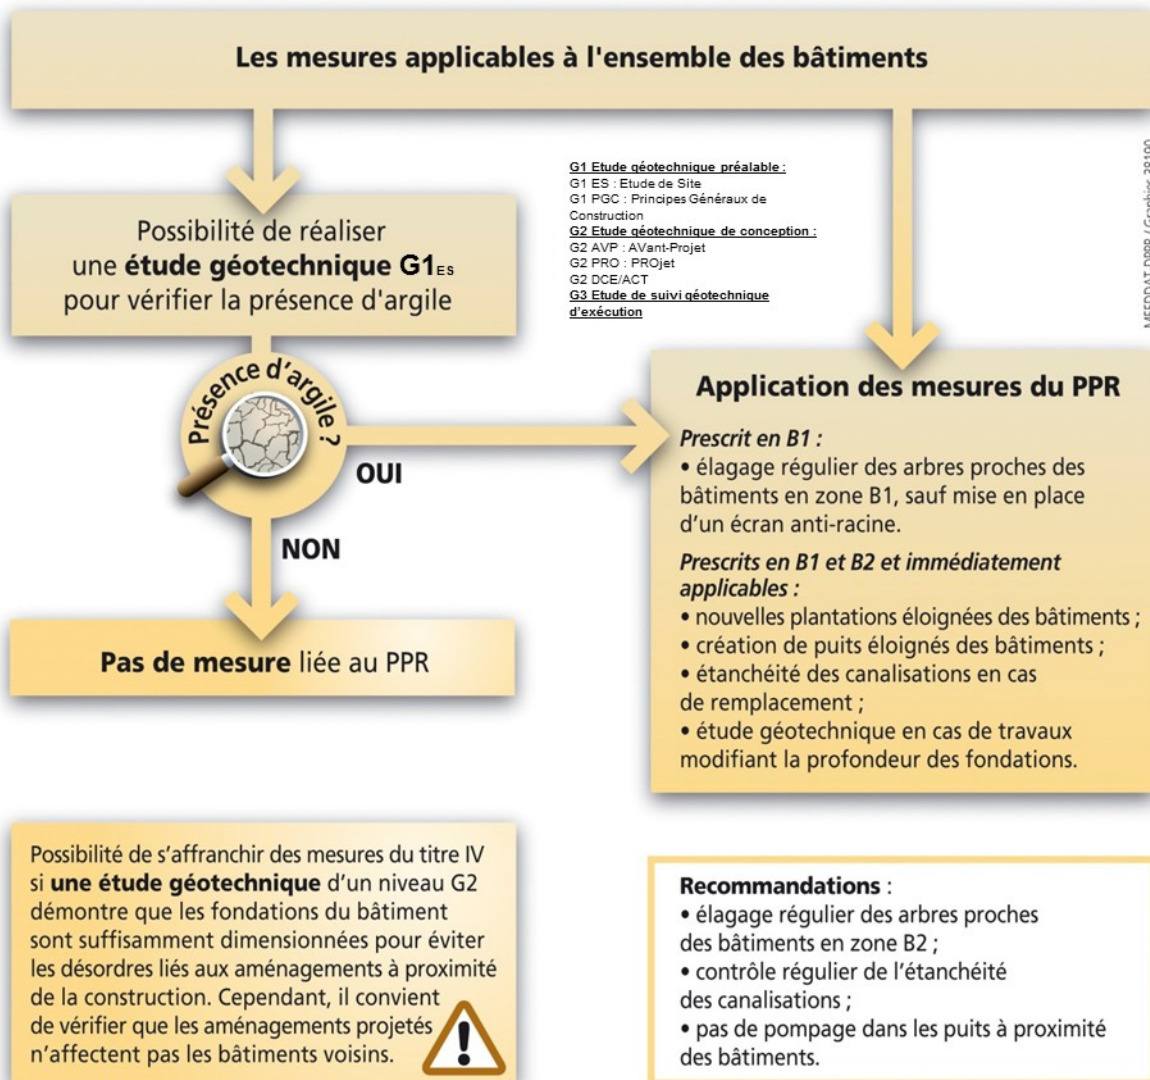 Les mesures applicables à l'ensemble des bâtiments
G1 Etude géotechnique préalable :
G1 ES : Etude de Site
G1 PGC : Principes Généraux de
Construction
G2 Etude géotechnique de conception :
G2 AVP : AVant-Projet
G2 PRO : PROjet
G2 DCE/ACT
G3 Etude de suivi géotechnique
d'exécution
MEEDDAT DPPR / Graphies 38190
Possibilité de réaliser
une étude géotechnique G1ES
pour vérifier la présence d'argile
Présence d'argile ?
OUI
NON
Pas de mesure liée au PPR
Application des mesures du PPR
Prescrit en B1 :
• élagage régulier des arbres proches des
bâtiments en zone B1, sauf mise en place
d'un écran anti-racine.
Prescrits en B1 et B2 et immédiatement
applicables :
• nouvelles plantations éloignées des bâtiments ;
• création de puits éloignés des bâtiments ;
• étanchéité des canalisations en cas
de remplacement ;
• étude géotechnique en cas de travaux
modifiant la profondeur des fondations.
Possibilité de s'affranchir des mesures du titre IV
si une étude géotechnique d'un niveau G2
démontre que les fondations du bâtiment
sont suffisamment dimensionnées pour éviter
les désordres liés aux aménagements à proximité
de la construction. Cependant, il convient
de vérifier que les aménagements projetés
n'affectent pas les bâtiments voisins.
Recommandations :
• élagage régulier des arbres proches
des bâtiments en zone B2 ;
• contrôle régulier de l'étanchéité
des canalisations ;
• pas de pompage dans les puits à proximité
des bâtiments.